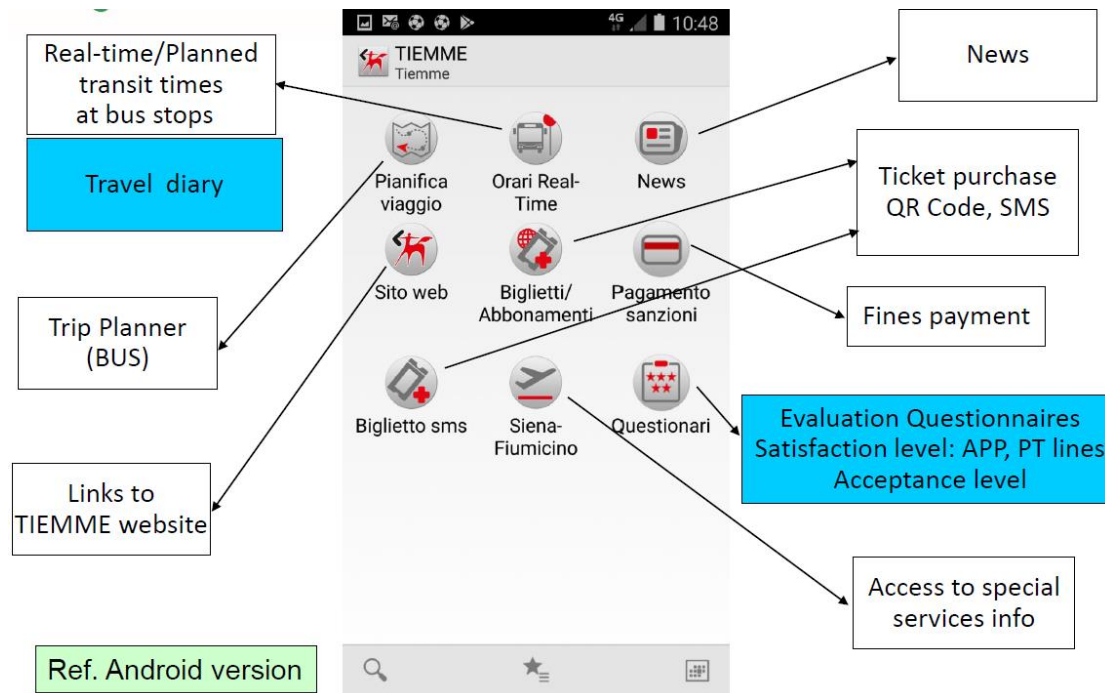 4G 10:48
TIEMME
Tiemme
Real-time/Planned
transit times
at bus stops
Travel diary
Trip Planner
(BUS)
Links to
TIEMME website
Ref. Android version
Pianifica
viaggio
Orari Real-
Time
News
Sito web
Biglietti/
Abbonamenti
Pagamento
sanzioni
Biglietto sms
Siena-
Fiumicino
Questionari
News
Ticket purchase
QR Code, SMS
Fines payment
Evaluation Questionnaires
Satisfaction level: APP, PT lines
Acceptance level
Access to special
services info